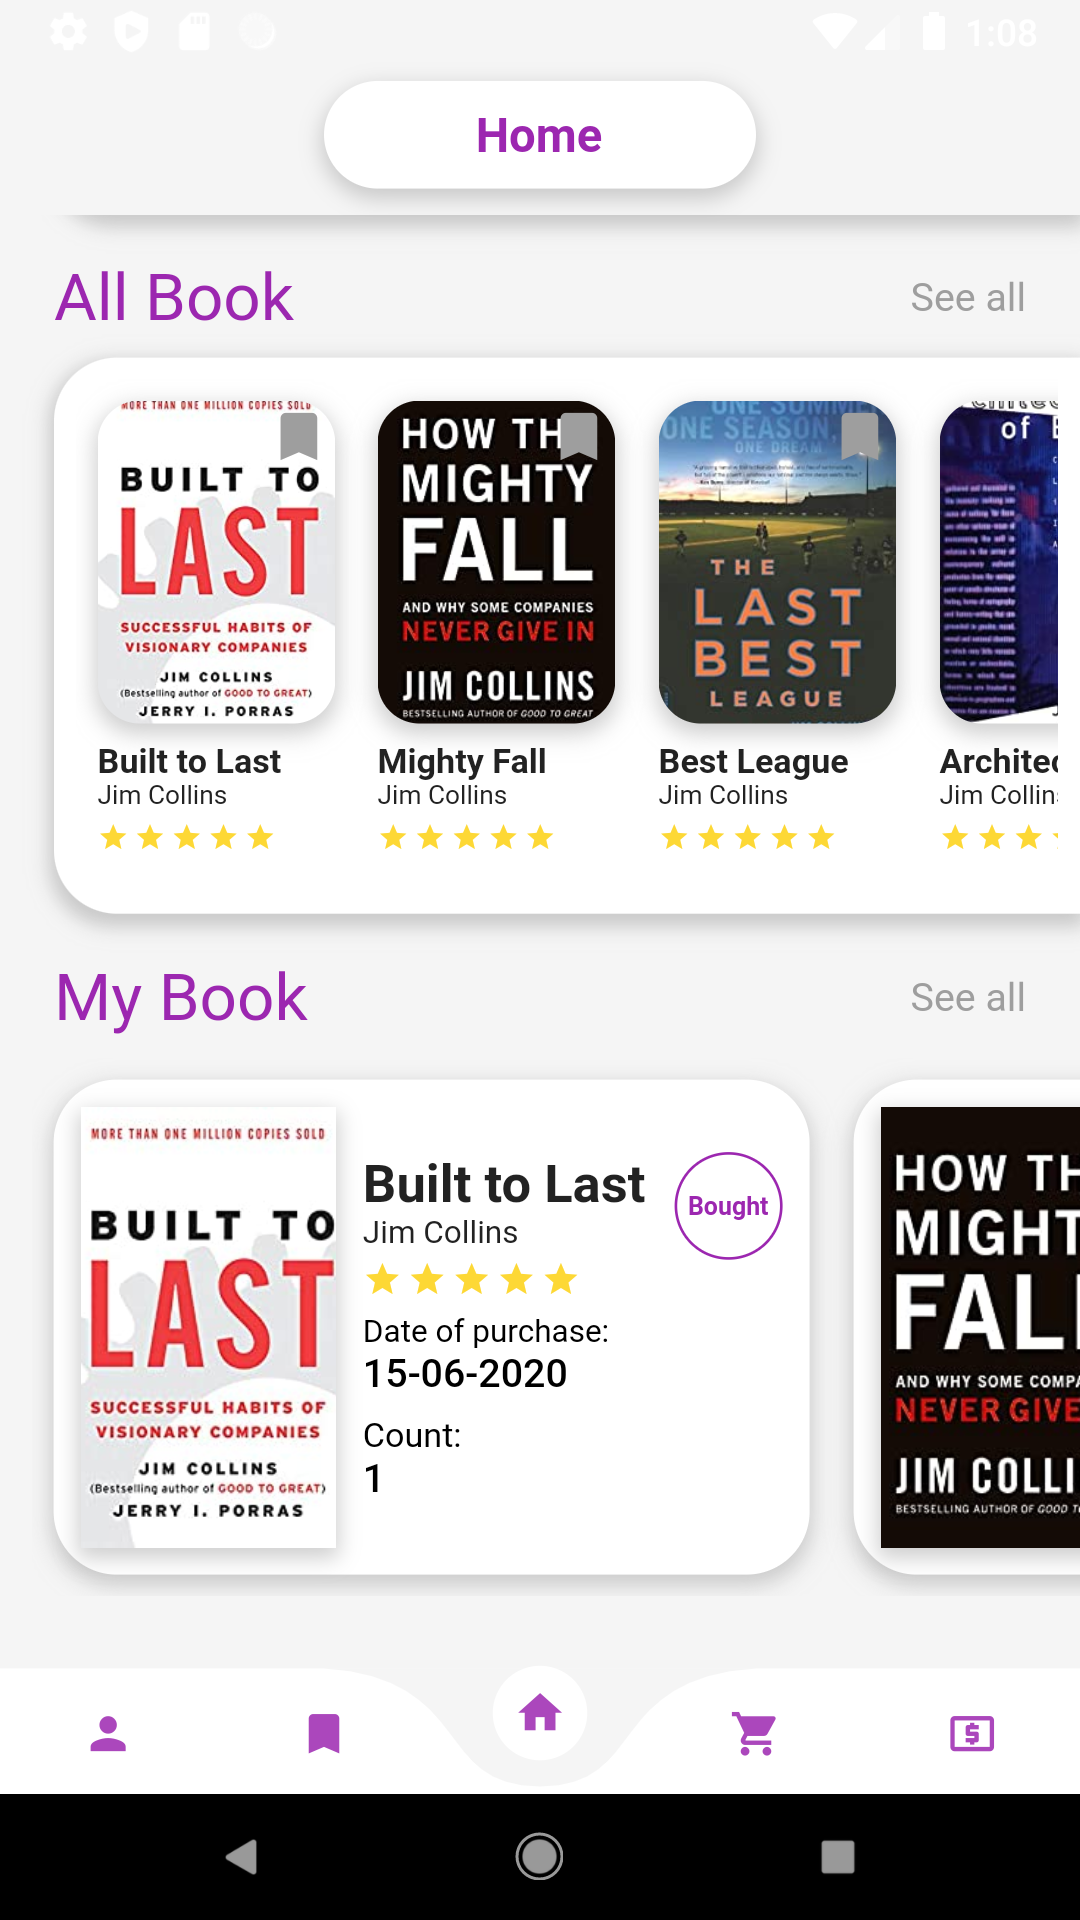 1:08
Home
All Book
See all
MORE THAN ONE MILLION COPIES SOLD
BUILT TO
LAST
SUCCESSFUL HABITS OF
VISIONARY COMPANIES
JIM COLLINS
(Bestselling author of GOOD TO GREAT)
JERRY I. PORRAS
HOW TH
MIGHTY
FALL
AND WHY SOME COMPANIES
NEVER GIVE IN
JIM COLLINS
BESTSELLING AUTHOR OF GOOD TO GREAT
ONE SUMMER
ONE SEASON,
ONE DREAM
THE
LAST
BEST
LEAGUE
of
Built to Last
Jim Collins
Mighty Fall
Jim Collins
Best League
Jim Collins
Architec
Jim Collins
My Book
See all
MORE THAN ONE MILLION COPIES SOLD
BUILT TO
LAST
SUCCESSFUL HABITS OF
VISIONARY COMPANIES
JIM COLLINS
(Bestselling author of GOOD TO GREAT)
JERRY I. PORRAS
Built to Last
Jim Collins
Bought
Date of purchase:
15-06-2020
Count:
1
HOW TH
MIGHT
FAL
AND WHY SOME COMPA
NEVER GIVE
JIM COLLI
BESTSELLING AUTHOR OF GOOD T